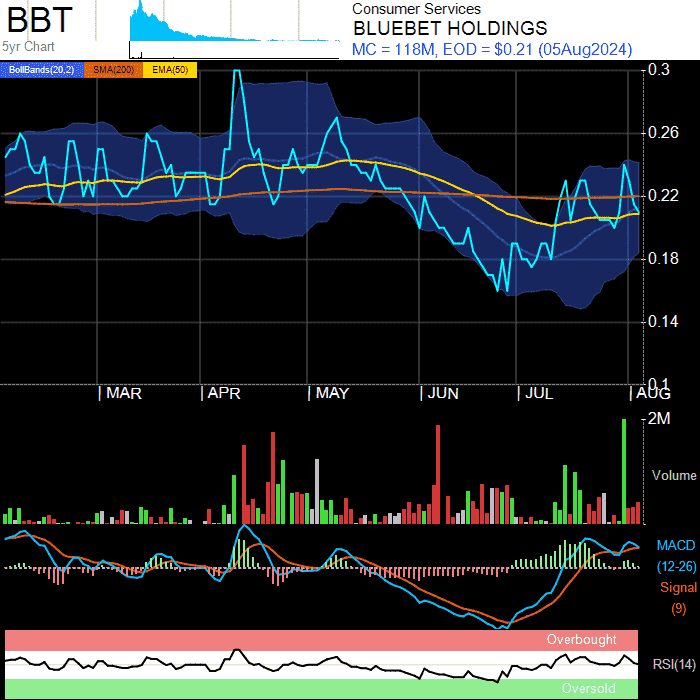 BBT
5yr Chart
Consumer Services
BLUEBET HOLDINGS
MC = 118M, EOD = $0.21 (05Aug2024)
BollBands(20,2) SMA(200) EMA(50)
0.3
0.26
0.22
0.18
0.14
0.1
| MAR | APR | MAY | JUN | JUL | AUG
2M
Volume
MACD
(12-26)
Signal
(9)
Overbought
RSI(14)
Oversold